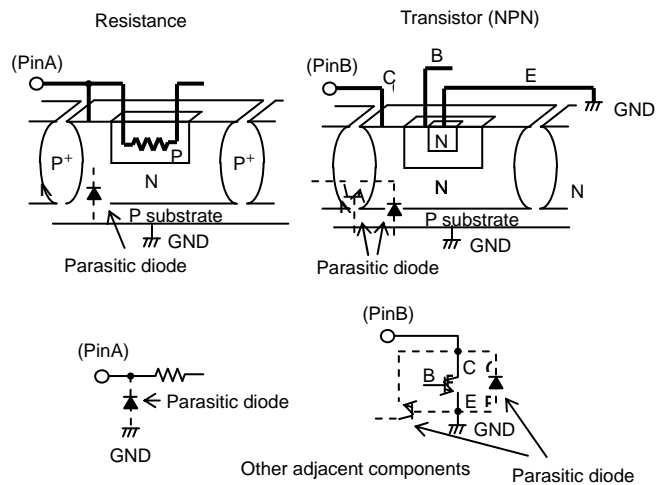 Resistance
Transistor (NPN)
(PinA)
P+
P
P+
N
P substrate
GND
Parasitic diode
(PinB)
C
B
E
GND
N
N
N
P substrate
GND
Parasitic diode
(PinA)
Parasitic diode
GND
(PinB)
C
B
E
GND
Other adjacent components
Parasitic diode